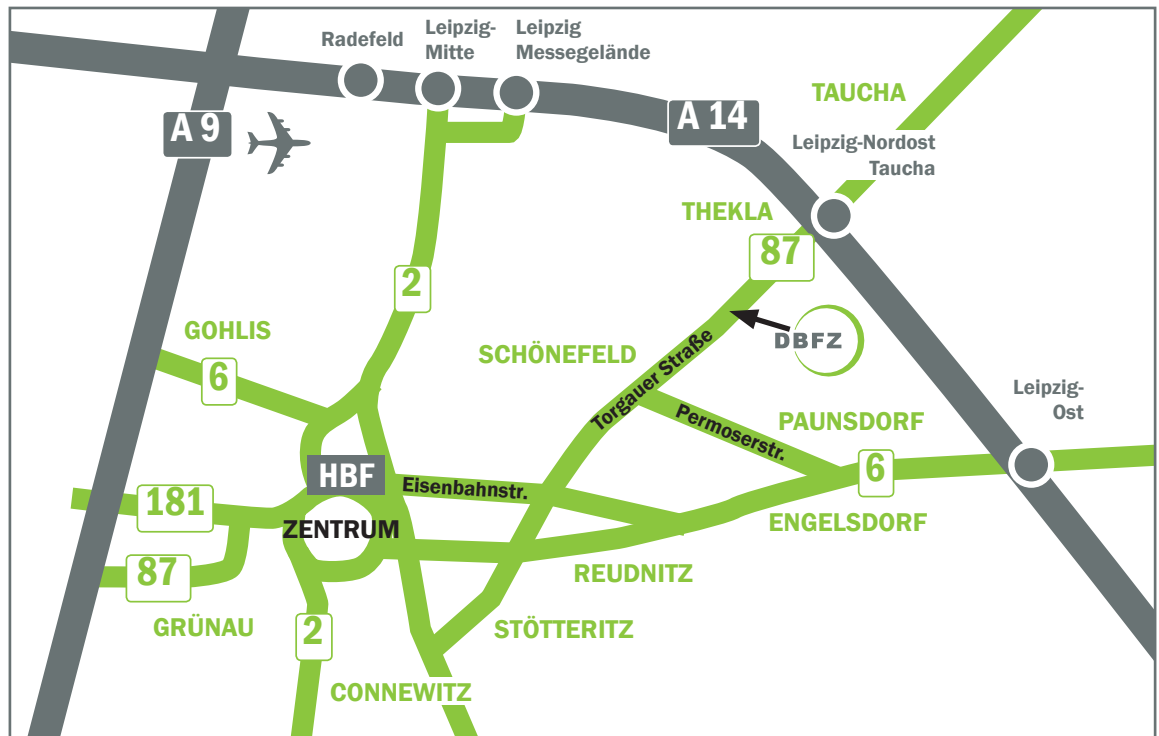 Radefeld
Leipzig-
Mitte
Leipzig
Messegelände
A 9
A 14
TAUCHA
Leipzig-Nordost
Taucha
THEKLA
87
2
GOHLIS
6
SCHÖNEFELD
Torgauer Straße
DBFZ
Leipzig-
Ost
Permoserstr.
PAUNSDORF
6
HBF
Eisenbahnstr.
181
ZENTRUM
ENGELSDORF
87
REUDNITZ
GRÜNAU
2
STÖTTERITZ
CONNEWITZ